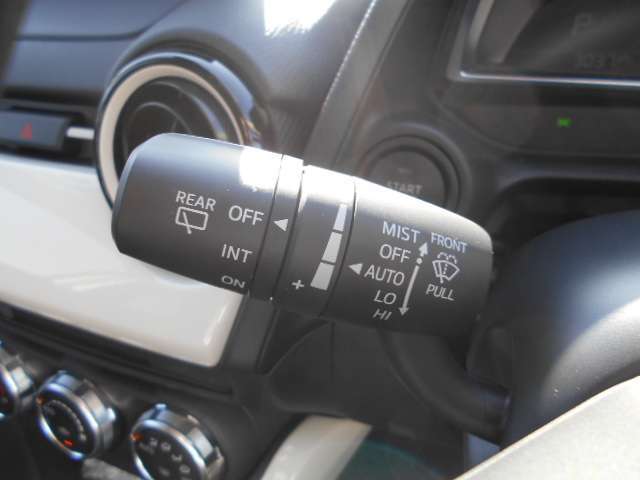 REAR
OFF
INT
ON
+
MIST
OFF
AUTO
LO
HI
FRONT
PULL
START